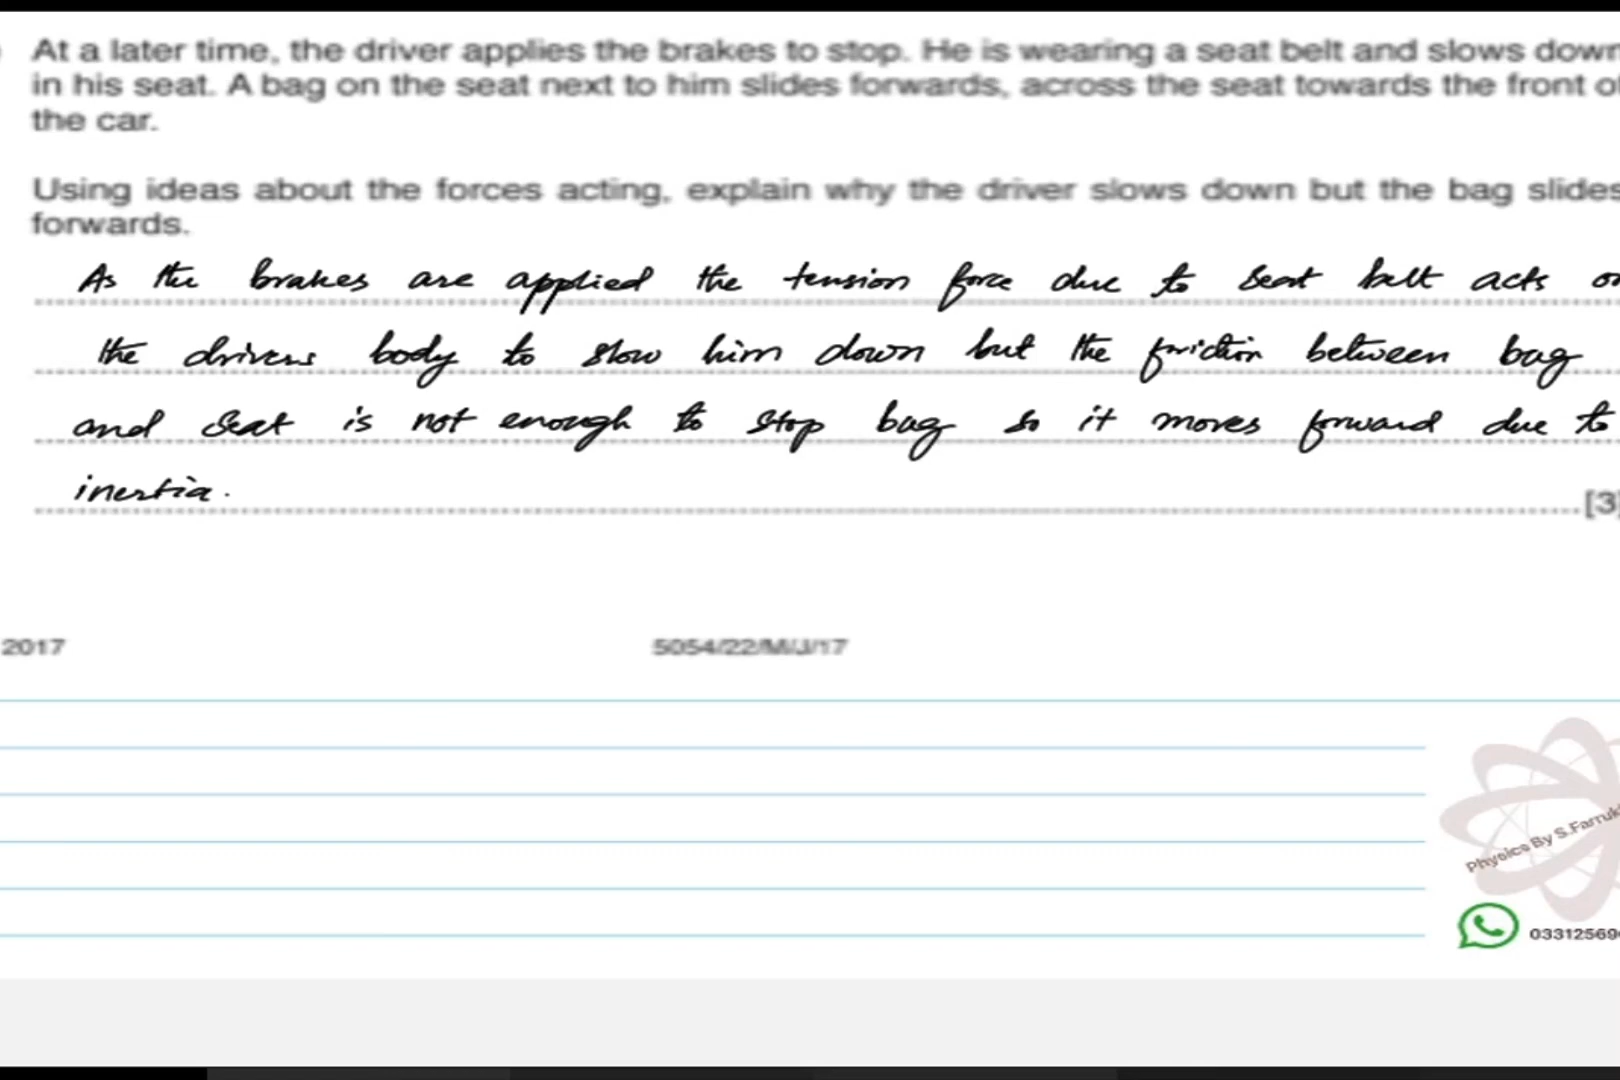 At a later time, the driver applies the brakes to stop. He is wearing a seat belt and slows down
in his seat. A bag on the seat next to him slides forwards, across the seat towards the front of
the car.
Using ideas about the forces acting, explain why the driver slows down but the bag slides
forwards.
As the brakes are applied the tension force due to seat belt acts on
the drivers body to slow him down but the friction between bag
and seat is not enough to stop bag so it moves forward due to
inertia.
[3]
2017 5054/22/M/J/17
Physics By S.Farruk
03312569